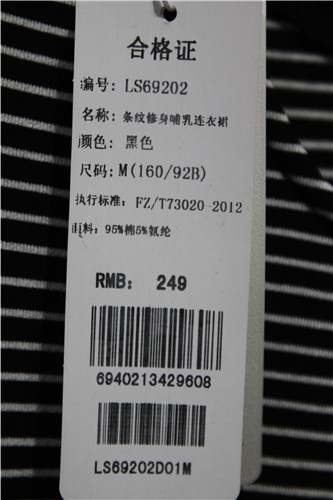 合格证
编号: LS69202
名称: 条纹修身哺乳连衣裙
颜色: 黑色
尺码: M(160/92B)
执行标准: FZ/T73020-2012
面料: 95%棉5%氨纶
RMB: 249
6940213429608
LS69202D01M